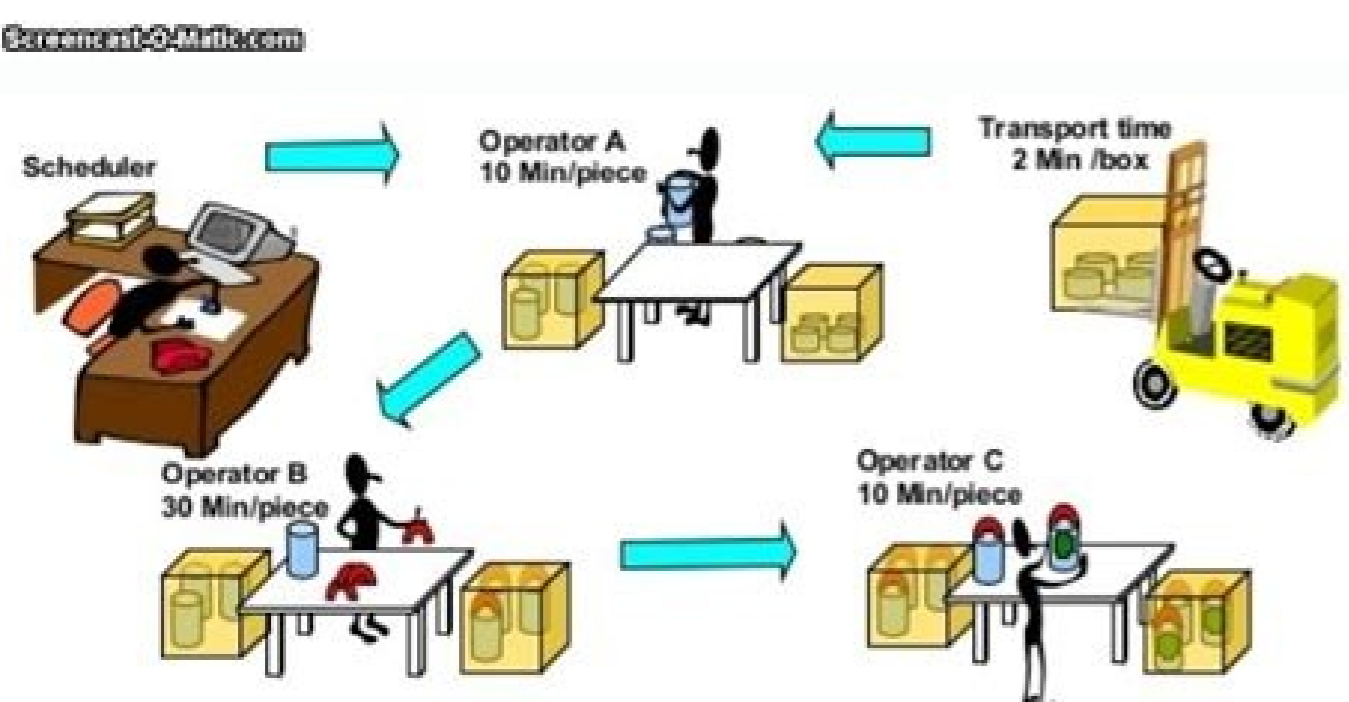 Screencast-O-Matic.com
Scheduler
Operator A
10 Min/piece
Transport time
2 Min /box
Operator B
30 Min/piece
Operator C
10 Min/piece